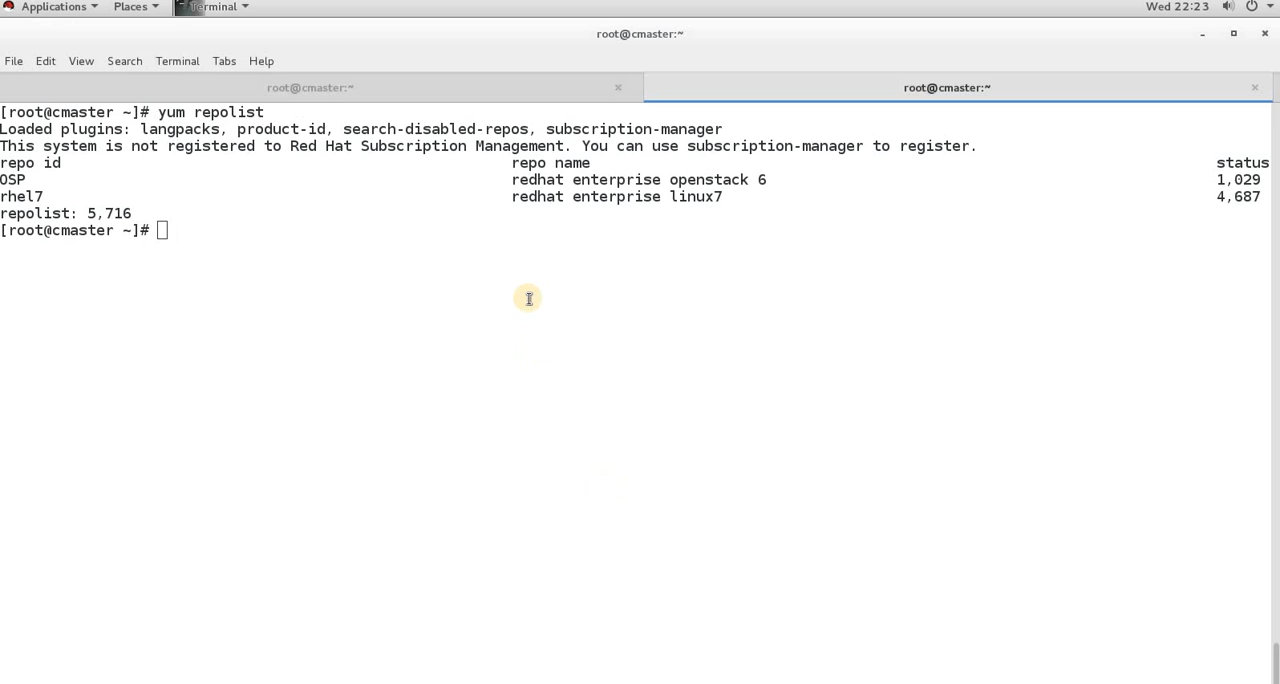 Applications Places Terminal Wed 22:23
root@cmaster:~
File Edit View Search Terminal Tabs Help
root@cmaster:~ root@cmaster:~
[root@cmaster ~]# yum repolist
Loaded plugins: langpacks, product-id, search-disabled-repos, subscription-manager
This system is not registered to Red Hat Subscription Management. You can use subscription-manager to register.
repo id repo name status
OSP redhat enterprise openstack 6 1,029
rhel7 redhat enterprise linux7 4,687
repolist: 5,716
[root@cmaster ~]#